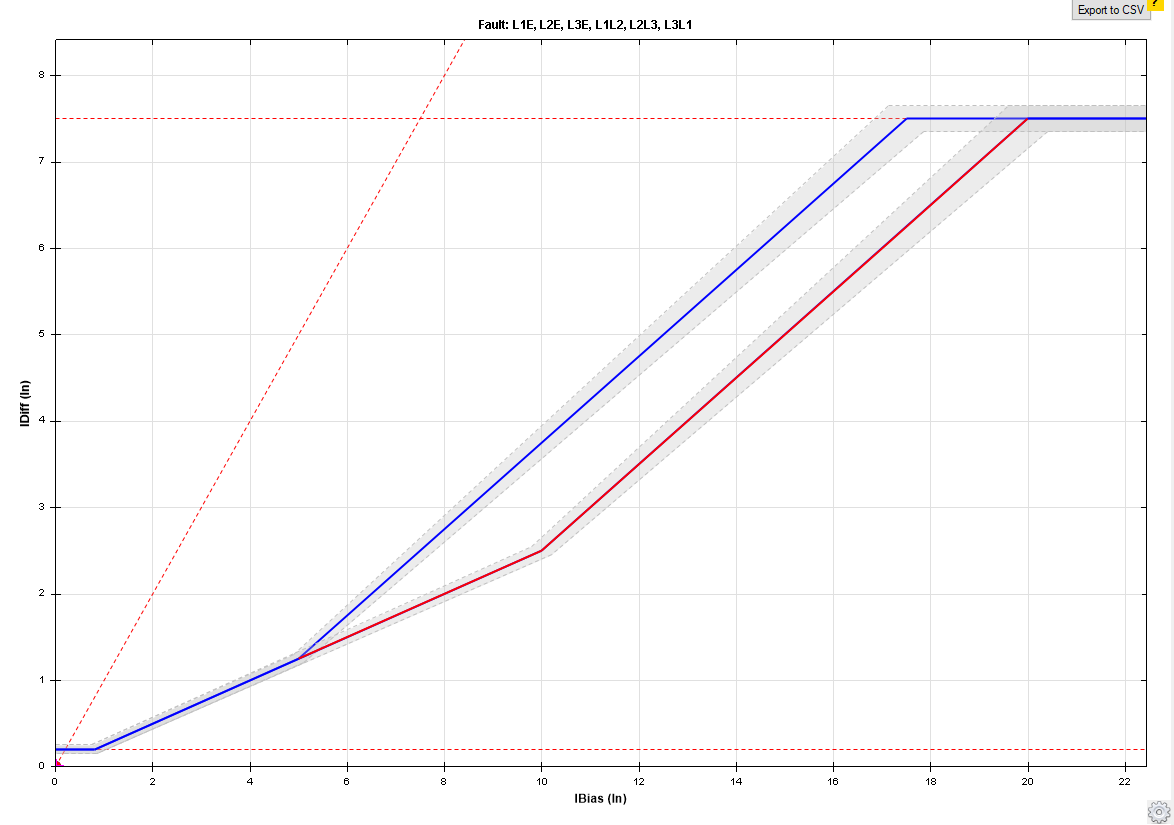 Export to CSV
?
Fault: L1E, L2E, L3E, L1L2, L2L3, L3L1
8
7
6
5
4
3
2
1
0
IDiff (In)
0 2 4 6 8 10 12 14 16 18 20 22
IBias (In)